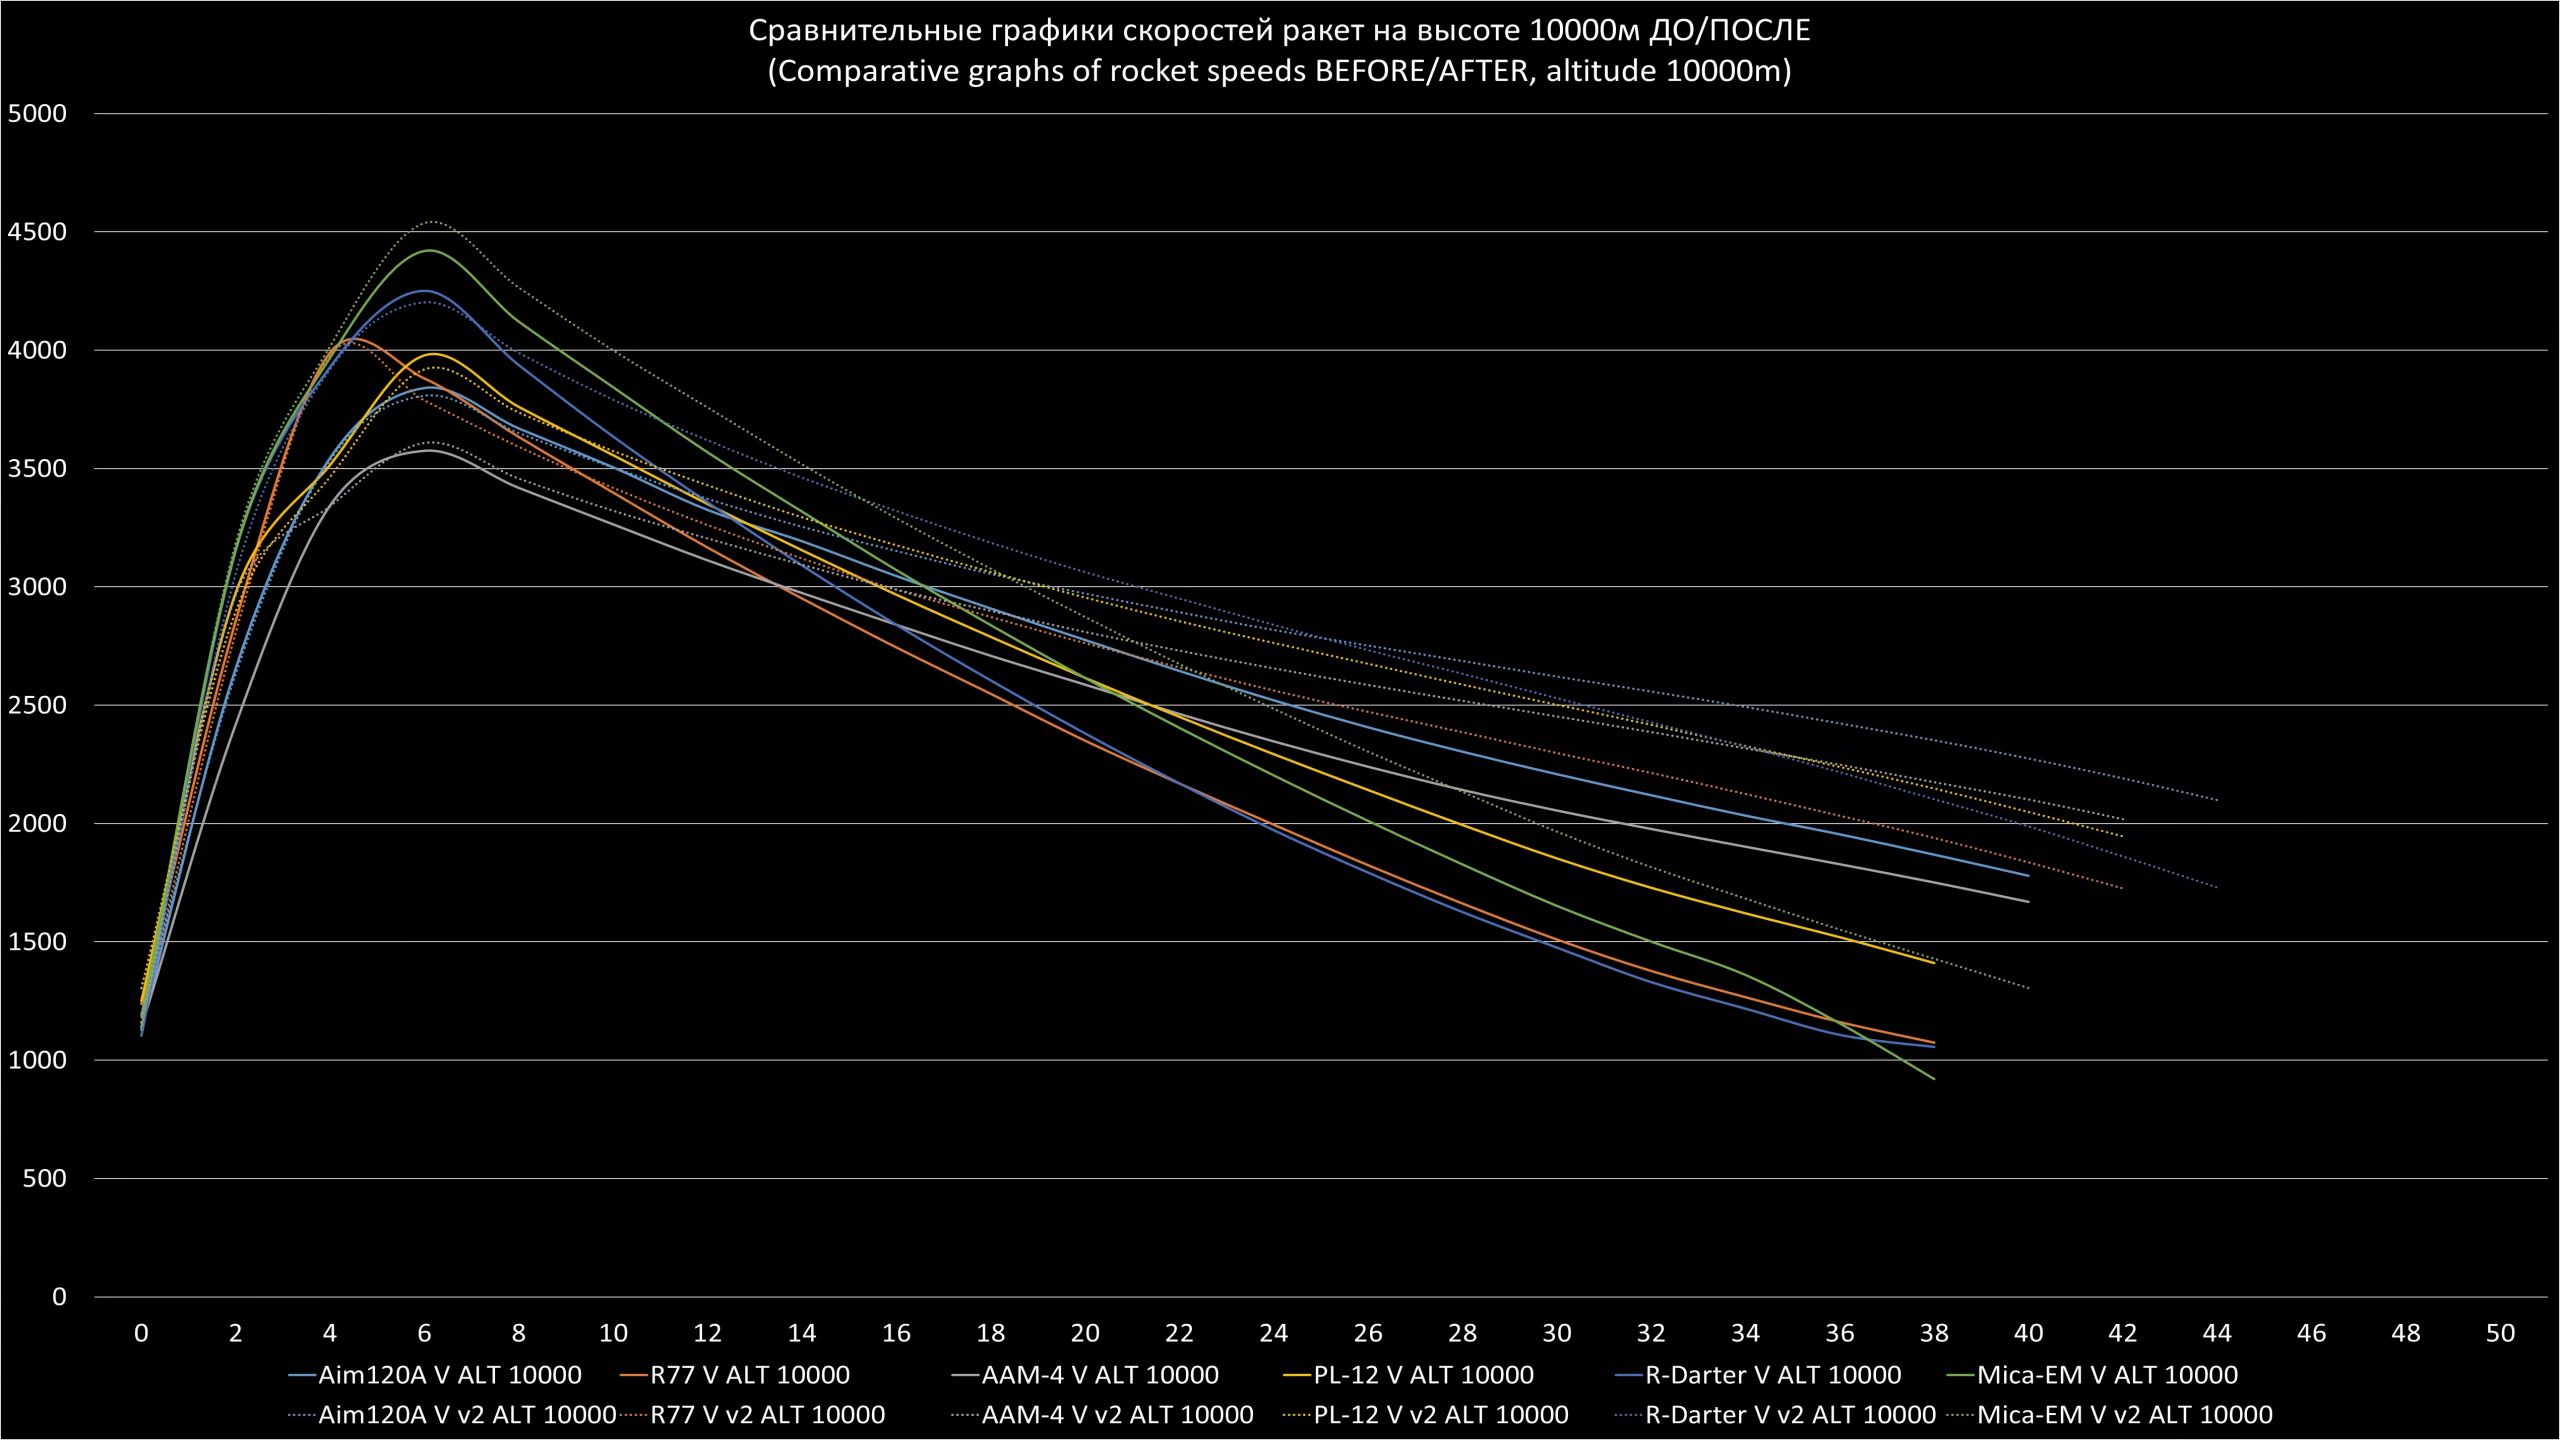 Сравнительные графики скоростей ракет на высоте 10000м ДО/ПОСЛЕ
(Comparative graphs of rocket speeds BEFORE/AFTER, altitude 10000m)
5000
4500
4000
3500
3000
2500
2000
1500
1000
500
0
0 2 4 6 8 10 12 14 16 18 20 22 24 26 28 30 32 34 36 38 40 42 44 46 48 50
Aim120A V ALT 10000 R77 V ALT 10000 AAM-4 V ALT 10000 PL-12 V ALT 10000 R-Darter V ALT 10000 Mica-EM V ALT 10000
Aim120A V v2 ALT 10000 R77 V v2 ALT 10000 AAM-4 V v2 ALT 10000 PL-12 V v2 ALT 10000 R-Darter V v2 ALT 10000 Mica-EM V v2 ALT 10000